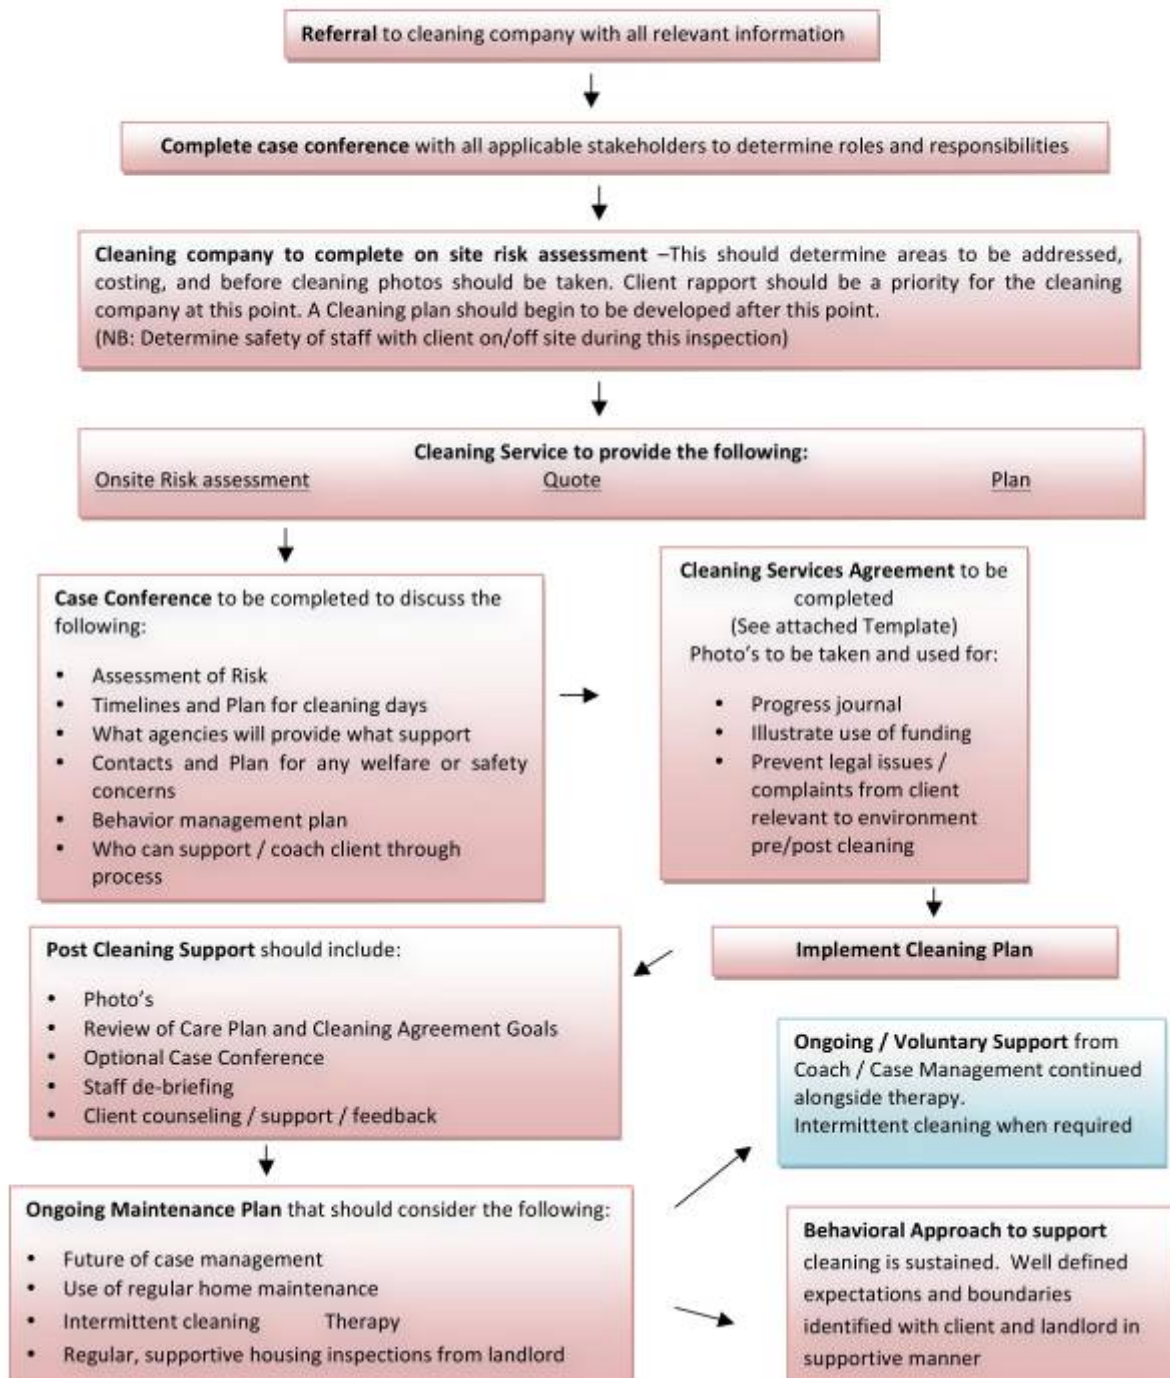 Referral to cleaning company with all relevant information
Complete case conference with all applicable stakeholders to determine roles and responsibilities
Cleaning company to complete on site risk assessment –This should determine areas to be addressed,
costing, and before cleaning photos should be taken. Client rapport should be a priority for the cleaning
company at this point. A Cleaning plan should begin to be developed after this point.
(NB: Determine safety of staff with client on/off site during this inspection)
Cleaning Service to provide the following:
Onsite Risk assessment Quote Plan
Case Conference to be completed to discuss the
following:
• Assessment of Risk
• Timelines and Plan for cleaning days
• What agencies will provide what support
• Contacts and Plan for any welfare or safety
concerns
• Behavior management plan
• Who can support / coach client through
process
Cleaning Services Agreement to be
completed
(See attached Template)
Photo's to be taken and used for:
• Progress journal
• Illustrate use of funding
• Prevent legal issues /
complaints from client
relevant to environment
pre/post cleaning
Implement Cleaning Plan
Post Cleaning Support should include:
• Photo's
• Review of Care Plan and Cleaning Agreement Goals
• Optional Case Conference
• Staff de-briefing
• Client counseling / support / feedback
Ongoing Maintenance Plan that should consider the following:
• Future of case management
• Use of regular home maintenance
• Intermittent cleaning Therapy
• Regular, supportive housing inspections from landlord
Ongoing / Voluntary Support from
Coach / Case Management continued
alongside therapy.
Intermittent cleaning when required
Behavioral Approach to support
cleaning is sustained. Well defined
expectations and boundaries
identified with client and landlord in
supportive manner